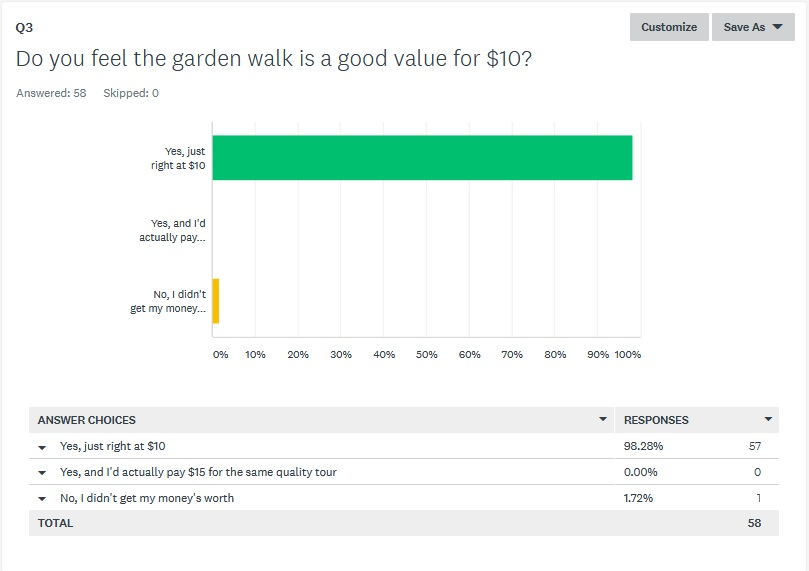 Q3
Customize
Save As
Do you feel the garden walk is a good value for $10?
Answered: 58 Skipped: 0
Yes, just
right at $10
Yes, and I'd
actually pay...
No, I didn't
get my money...
0% 10% 20% 30% 40% 50% 60% 70% 80% 90% 100%
ANSWER CHOICES RESPONSES
Yes, just right at $10 98.28% 57
Yes, and I'd actually pay $15 for the same quality tour 0.00% 0
No, I didn't get my money's worth 1.72% 1
TOTAL 58